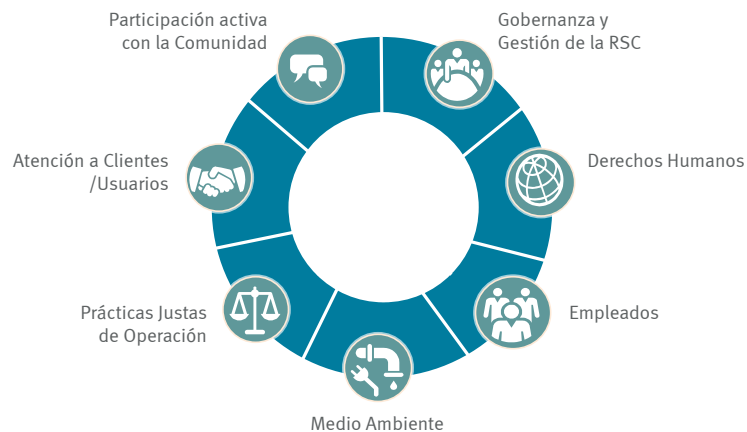 Participación activa
con la Comunidad
Gobernanza y
Gestión de la RSC
Derechos Humanos
Empleados
Medio Ambiente
Prácticas Justas
de Operación
Atención a Clientes
/Usuarios